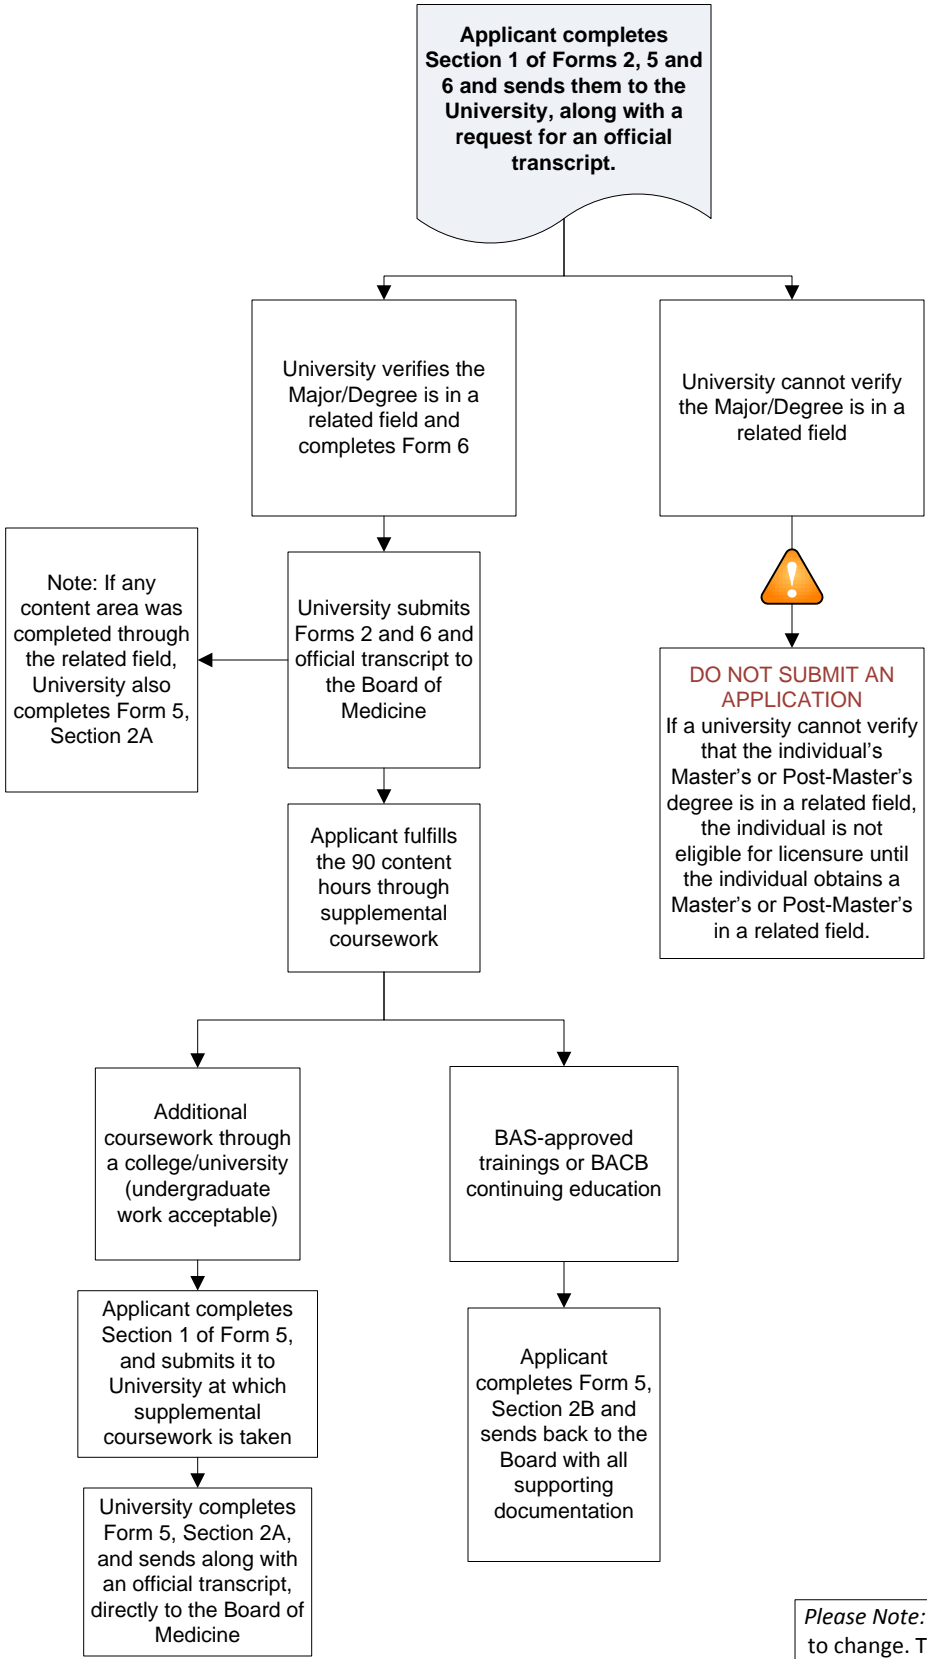 Applicant completes
Section 1 of Forms 2, 5 and
6 and sends them to the
University, along with a
request for an official
transcript.
University verifies the
Major/Degree is in a
related field and
completes Form 6
University cannot verify
the Major/Degree is in a
related field
Note: If any
content area was
completed through
the related field,
University also
completes Form 5,
Section 2A
University submits
Forms 2 and 6 and
official transcript to
the Board of
Medicine
DO NOT SUBMIT AN
APPLICATION
If a university cannot verify
that the individual’s
Master’s or Post-Master’s
degree is in a related field,
the individual is not
eligible for licensure until
the individual obtains a
Master’s or Post-Master’s
in a related field.
Applicant fulfills
the 90 content
hours through
supplemental
coursework
Additional
coursework through
a college/university
(undergraduate
work acceptable)
BAS-approved
trainings or BACB
continuing education
Applicant completes
Section 1 of Form 5,
and submits it to
University at which
supplemental
coursework is taken
Applicant
completes Form 5,
Section 2B and
sends back to the
Board with all
supporting
documentation
University completes
Form 5, Section 2A,
and sends along with
an official transcript,
directly to the Board of
Medicine
Please Note:
to change. T